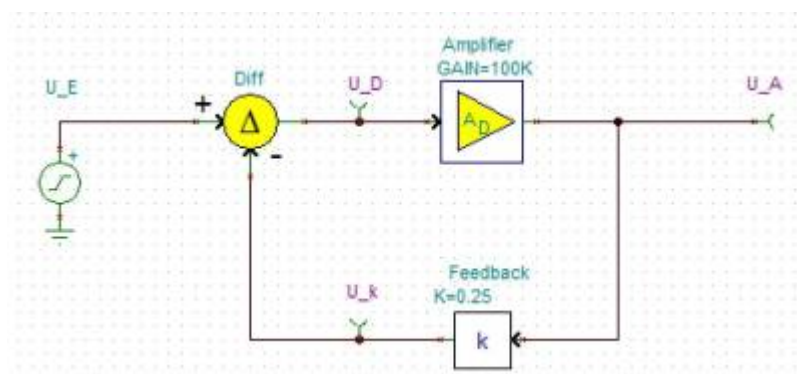 Amplifier
GAIN=100K
Diff
U_D
U_A
U_E
+
+
Δ
A_D
-
Feedback
K=0.25
U_k
k